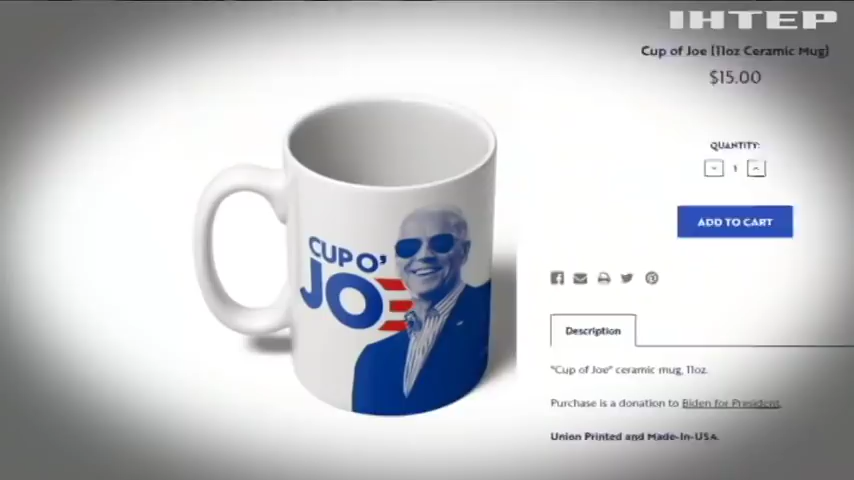 ІНТЕР
Cup of Joe (11oz Ceramic Mug)
$15.00
QUANTITY:
1
ADD TO CART
CUP O'
JOE
Description
"Cup of Joe" ceramic mug, 11oz.
Purchase is a donation to Biden for President.
Union Printed and Made-In-USA.